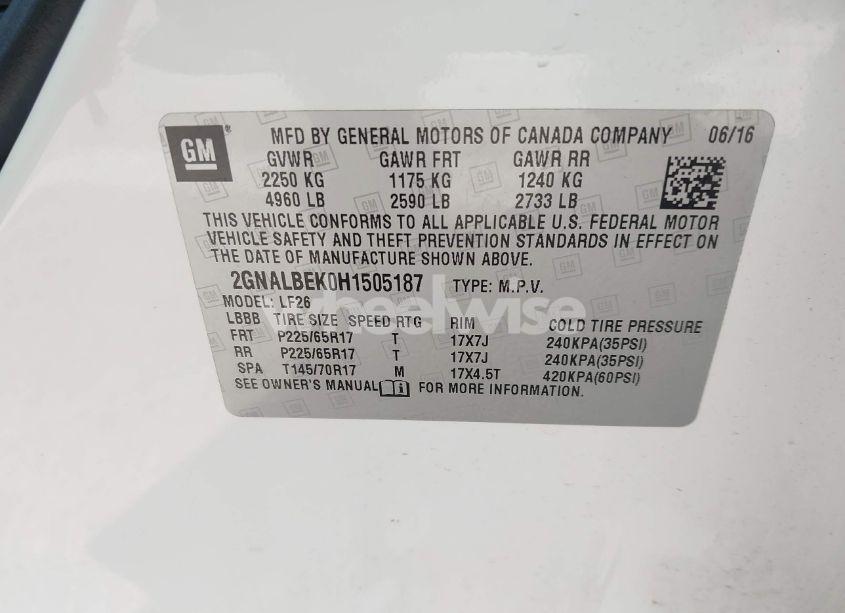 GM
MFD BY GENERAL MOTORS OF CANADA COMPANY 06/16
GVWR GAWR FRT GAWR RR
2250 KG 1175 KG 1240 KG
4960 LB 2590 LB 2733 LB
THIS VEHICLE CONFORMS TO ALL APPLICABLE U.S. FEDERAL MOTOR
VEHICLE SAFETY AND THEFT PREVENTION STANDARDS IN EFFECT ON
THE DATE OF MANUFACTURE SHOWN ABOVE.
2GNALBEK0H1505187 TYPE: M.P.V.
MODEL: LF26
wheelwise
LBBB TIRE SIZE SPEED RTG RIM COLD TIRE PRESSURE
FRT P225/65R17 T 17X7J 240KPA(35PSI)
RR P225/65R17 T 17X7J 240KPA(35PSI)
SPA T145/70R17 M 17X4.5T 420KPA(60PSI)
SEE OWNER'S MANUAL FOR MORE INFORMATION.